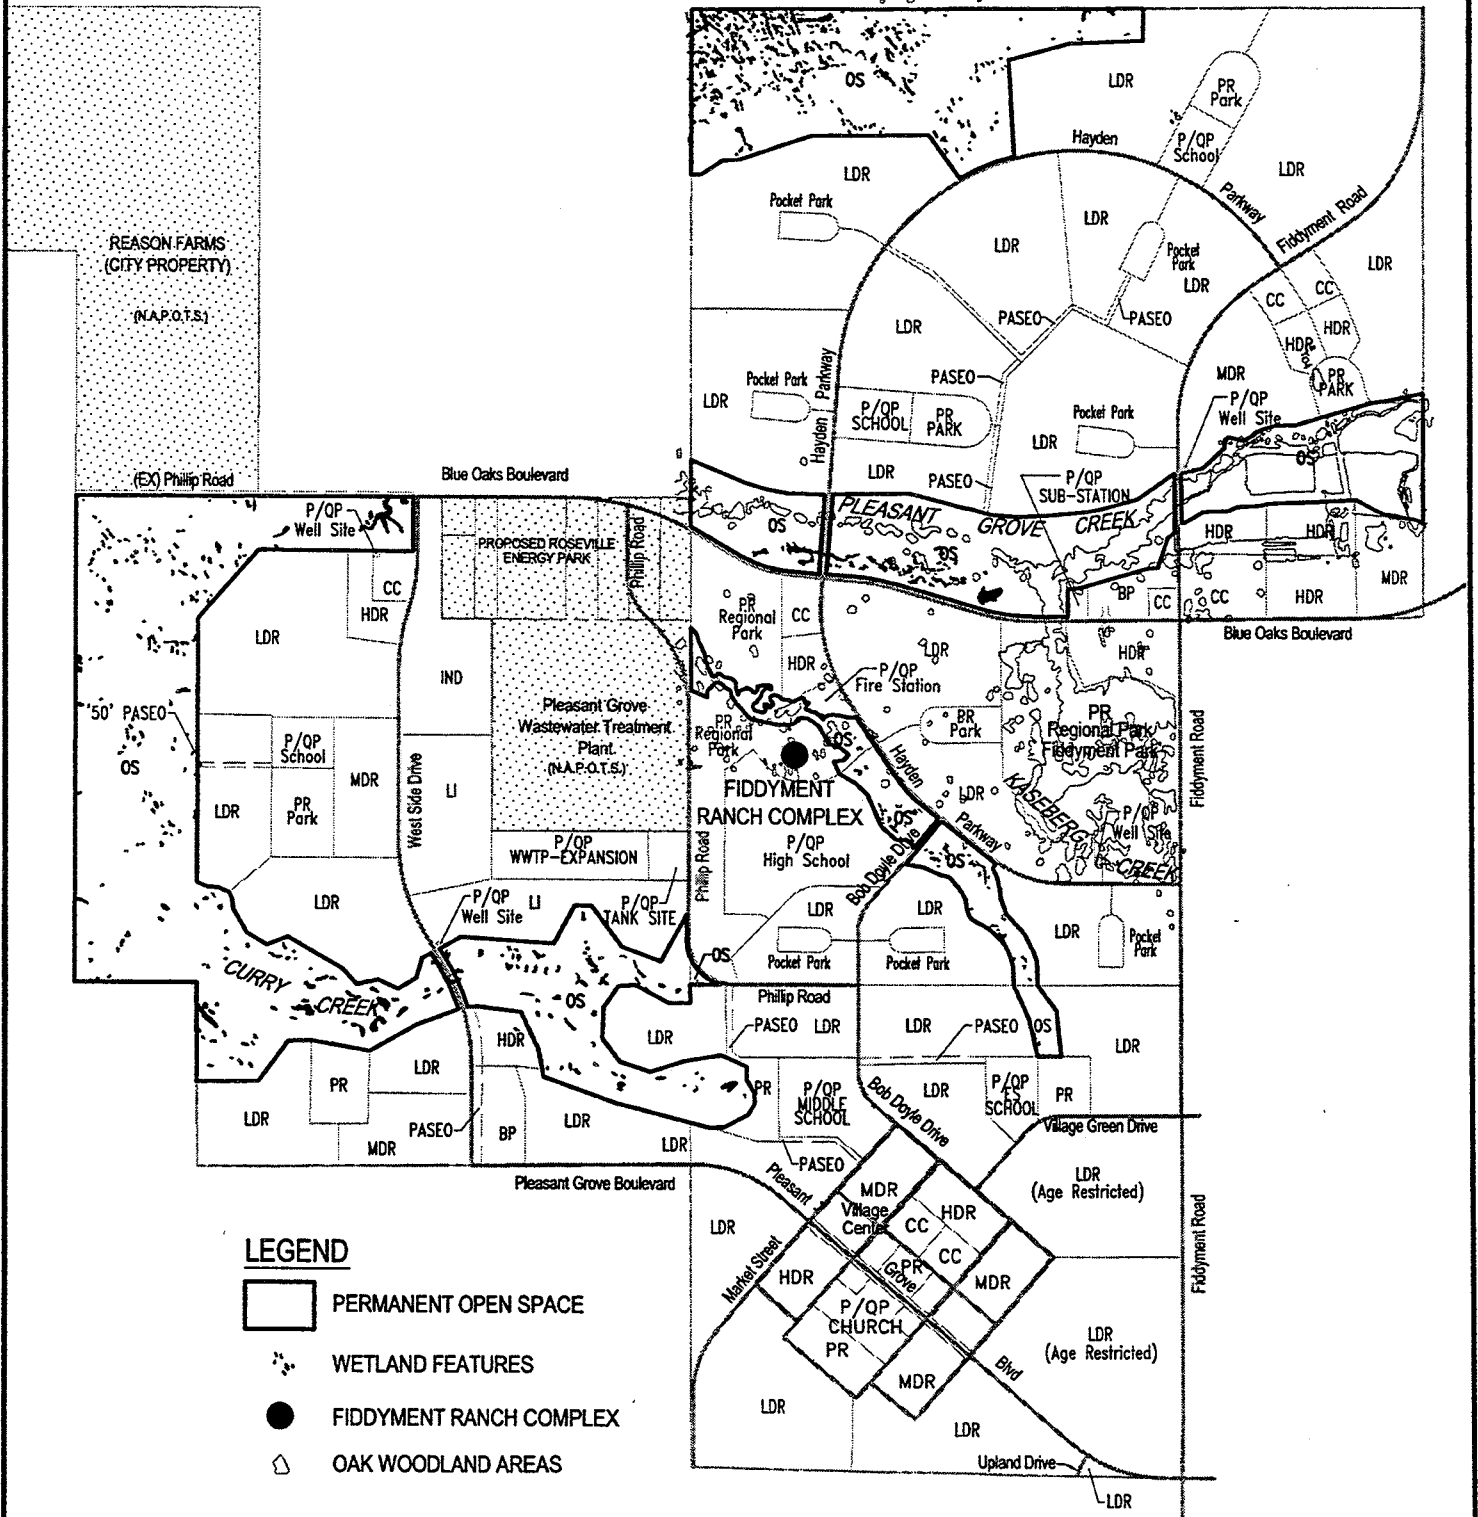 OS
LDR
PR
Park
Hayden
P/QP
School
LDR
LDR
Pocket Park
Parkway
Fiddyment Road
LDR
LDR
Pocket
Park
LDR
LDR
REASON FARMS
(CITY PROPERTY)
(N.A.P.O.T.S.)
CC
CC
PASEO
PASEO
LDR
HDR
HDR
Hayden Parkway
PASEO
MDR
PR
PARK
Pocket Park
LDR
P/QP
SCHOOL
PR
PARK
P/QP
Well Site
Pocket Park
LDR
LDR
PASEO
P/QP
SUB-STATION
OS
(EX) Phillip Road
Blue Oaks Boulevard
P/QP
Well Site
OS
PLEASANT
GROVE
CREEK
OS
HDR
HDR
PROPOSED ROSEVILLE
ENERGY PARK
Phillip Road
CC
HDR
PR
Regional
Park
CC
BP
CC
CC
HDR
MDR
Blue Oaks Boulevard
LDR
HDR
LDR
HDR
IND
P/QP
Fire Station
OS
'50' PASEO
P/QP
School
MDR
West Side Drive
LI
Pleasant Grove
Wastewater Treatment
Plant
(N.A.P.O.T.S.)
PR
Regional
Park
OS
PR
Park
PR
Regional Park
Fiddyment Park
Fiddyment Road
FIDDYMENT
RANCH COMPLEX
Hayden
Parkway
LDR
KASEBERG
CREEK
P/QP
Well Site
LDR
PR
Park
OS
P/QP
WWTP-EXPANSION
Phillip Road
P/QP
High School
Bob Doyle Drive
OS
LDR
P/QP
Well Site
LI
P/QP
TANK SITE
LDR
LDR
LDR
Pocket
Park
Pocket Park
Pocket Park
OS
CURRY
CREEK
OS
Phillip Road
HDR
LDR
PASEO
LDR
LDR
PASEO
OS
LDR
PR
LDR
LDR
MDR
PASEO
BP
LDR
LDR
PR
P/QP
MIDDLE
SCHOOL
Bob Doyle Drive
LDR
P/QP
ES
SCHOOL
PR
Village Green Drive
PASEO
Pleasant Grove Boulevard
Pleasant
MDR
Village
Center
HDR
CC
CC
LDR
(Age Restricted)
LDR
Market Street
HDR
PR
Grove
MDR
Fiddyment Road
P/QP
CHURCH
PR
MDR
Blvd
LDR
(Age Restricted)
LDR
LDR
Upland Drive
LDR
LEGEND
PERMANENT OPEN SPACE
WETLAND FEATURES
FIDDYMENT RANCH COMPLEX
OAK WOODLAND AREAS